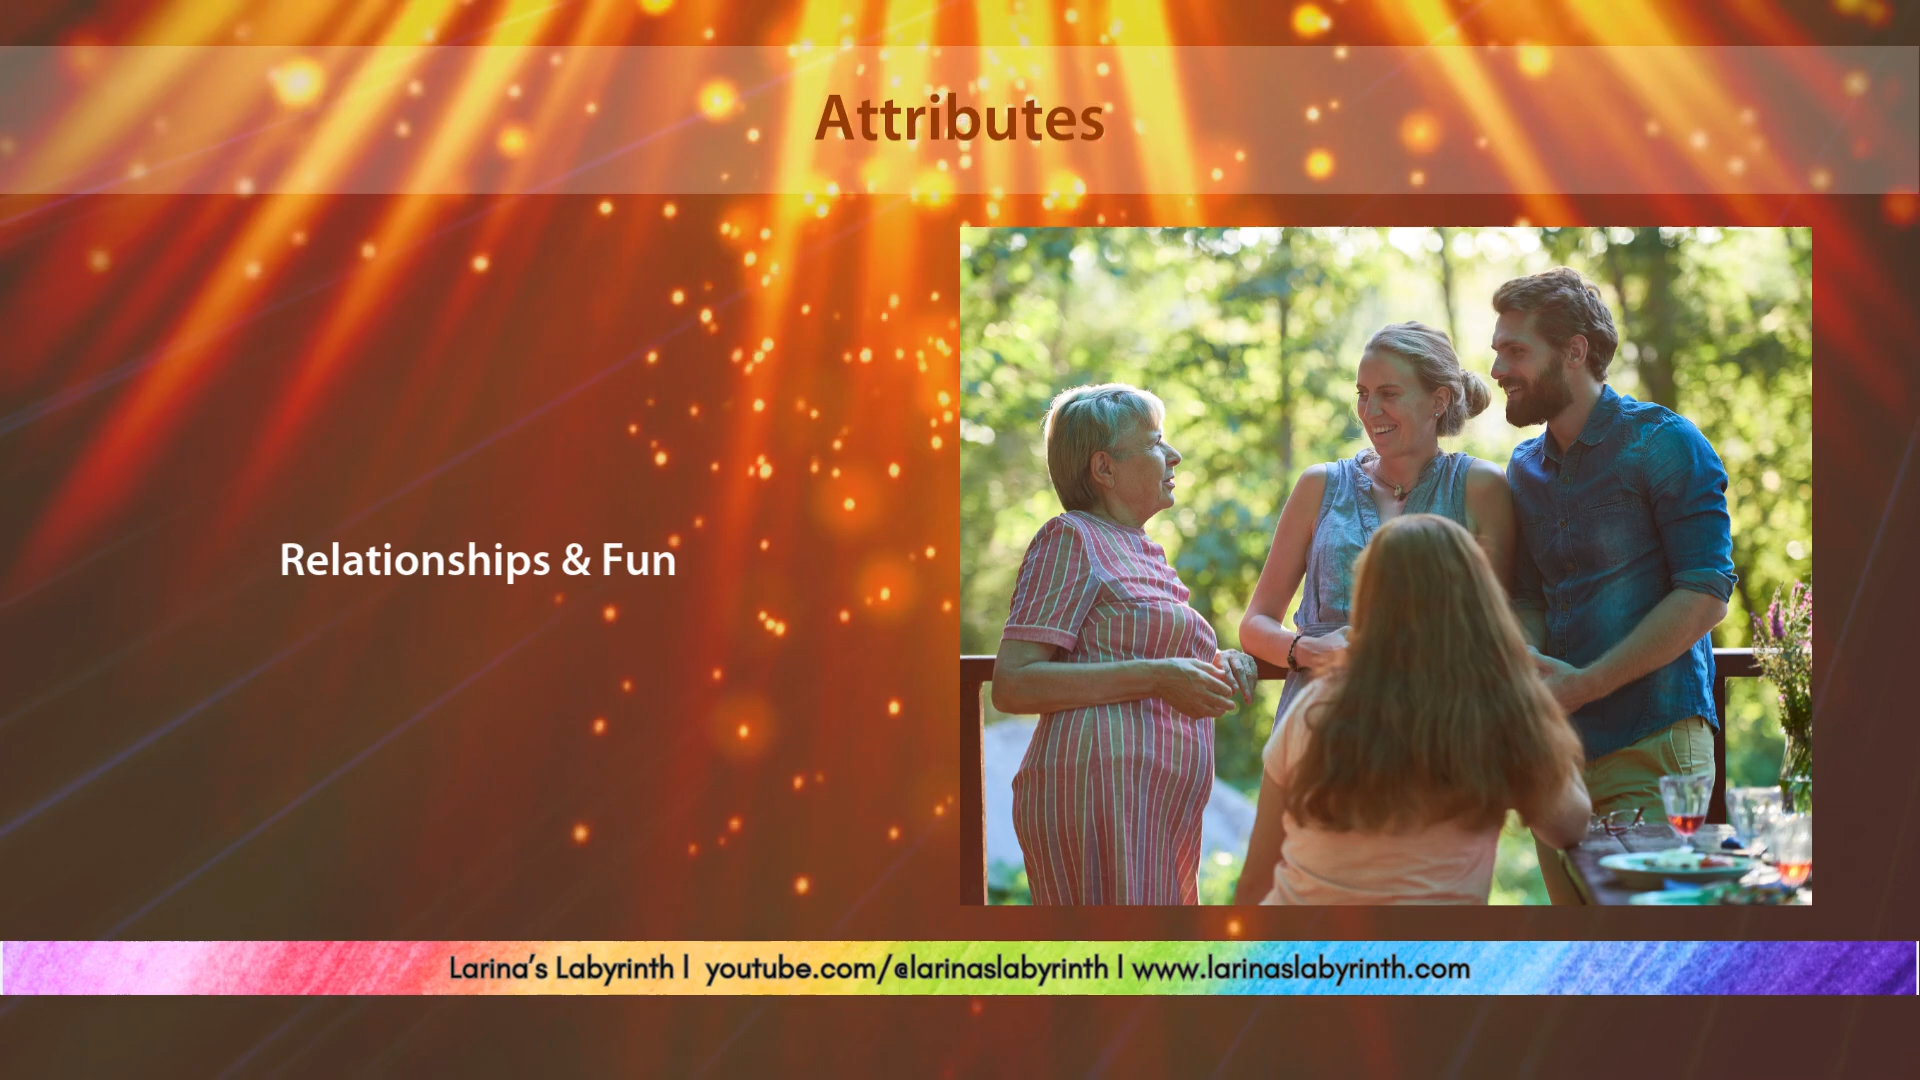 Attributes
Relationships & Fun
Larina's Labyrinth | youtube.com/@larinaslabyrinth | www.larinaslabyrinth.com